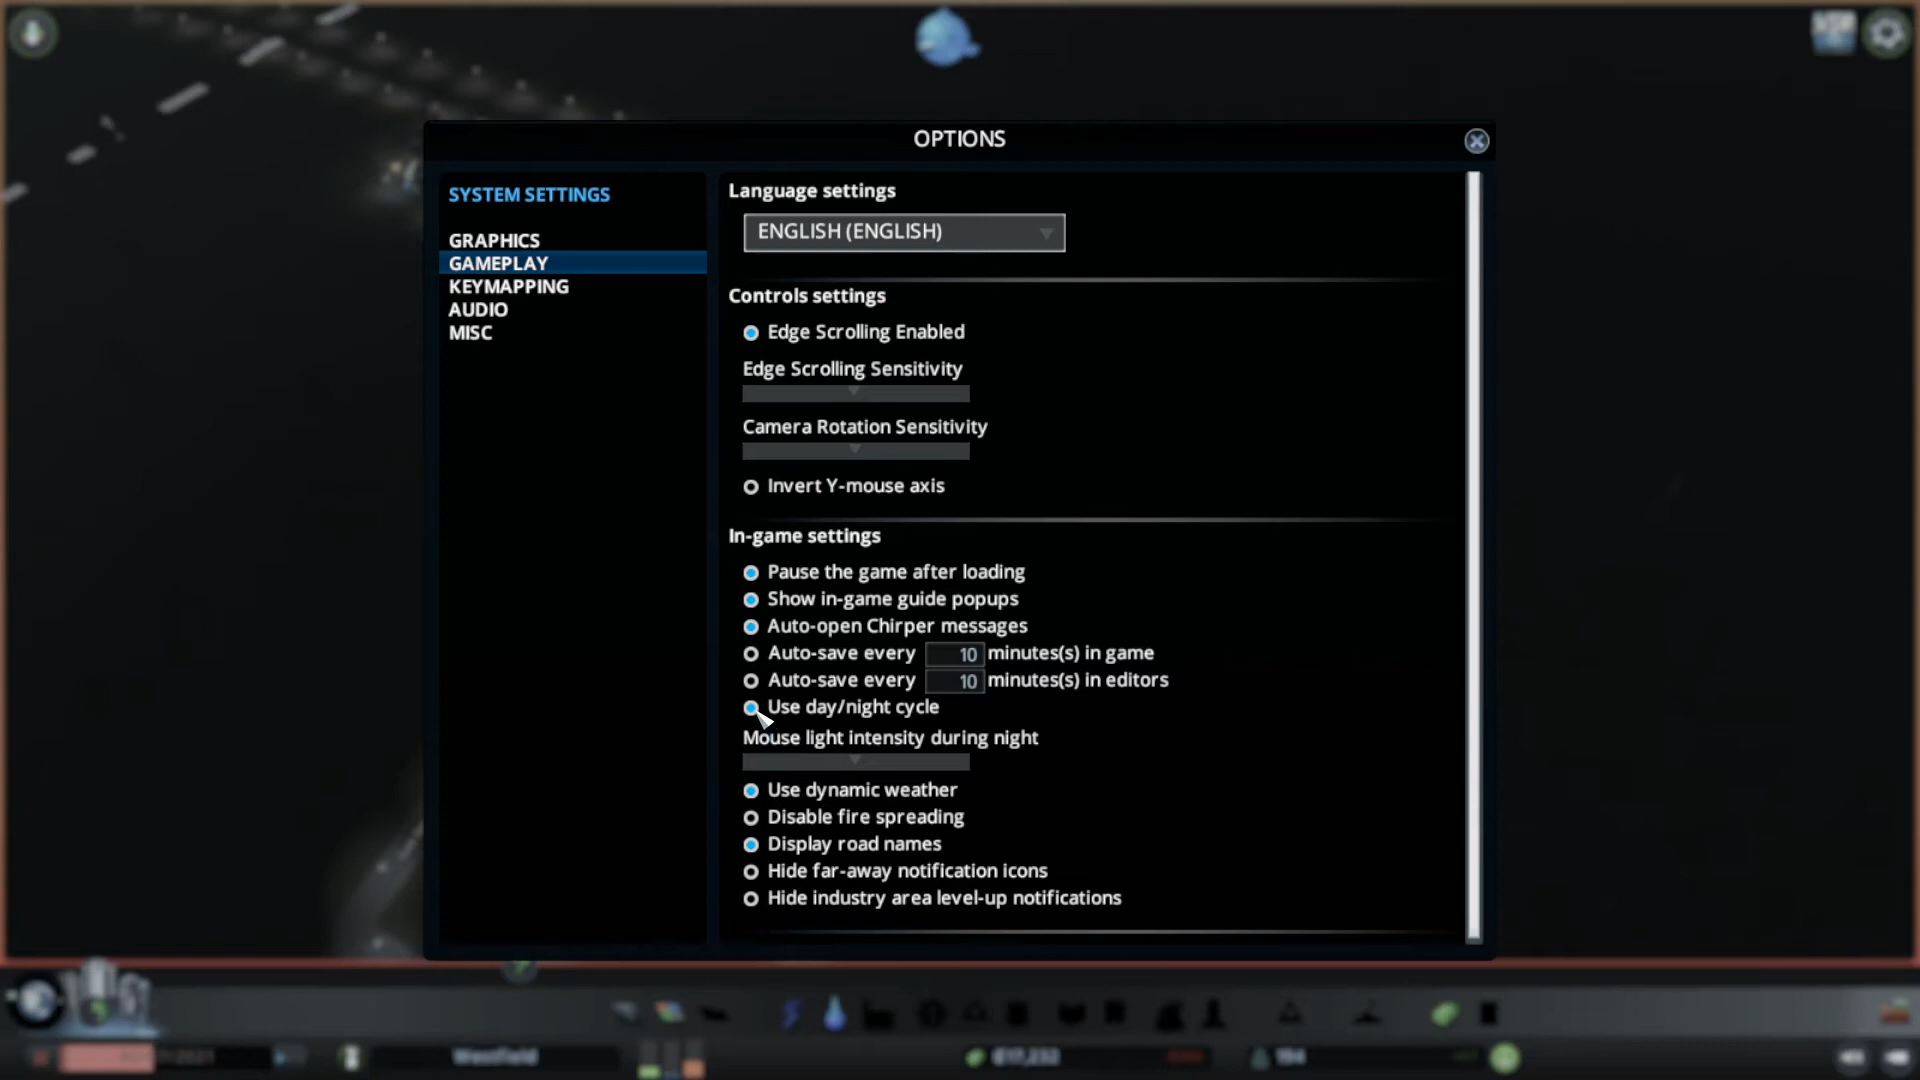 OPTIONS
SYSTEM SETTINGS
GRAPHICS
GAMEPLAY
KEYMAPPING
AUDIO
MISC
Language settings
ENGLISH (ENGLISH)
Controls settings
Edge Scrolling Enabled
Edge Scrolling Sensitivity
Camera Rotation Sensitivity
Invert Y-mouse axis
In-game settings
Pause the game after loading
Show in-game guide popups
Auto-open Chirper messages
Auto-save every 10 minutes(s) in game
Auto-save every 10 minutes(s) in editors
Use day/night cycle
Mouse light intensity during night
Use dynamic weather
Disable fire spreading
Display road names
Hide far-away notification icons
Hide industry area level-up notifications
Westfield